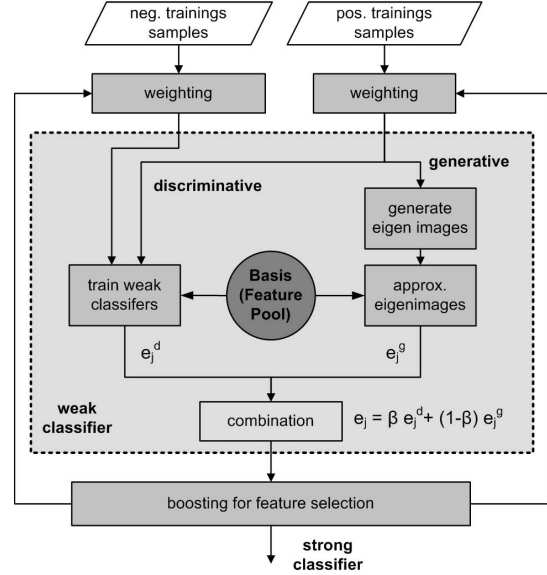 neg. trainings
samples
pos. trainings
samples
weighting
weighting
generative
discriminative
generate
eigen images
train weak
classifers
Basis
(Feature
Pool)
approx.
eigenimages
e_j^d
e_j^g
weak
classifier
combination
e_j = β e_j^d + (1-β) e_j^g
boosting for feature selection
strong
classifier